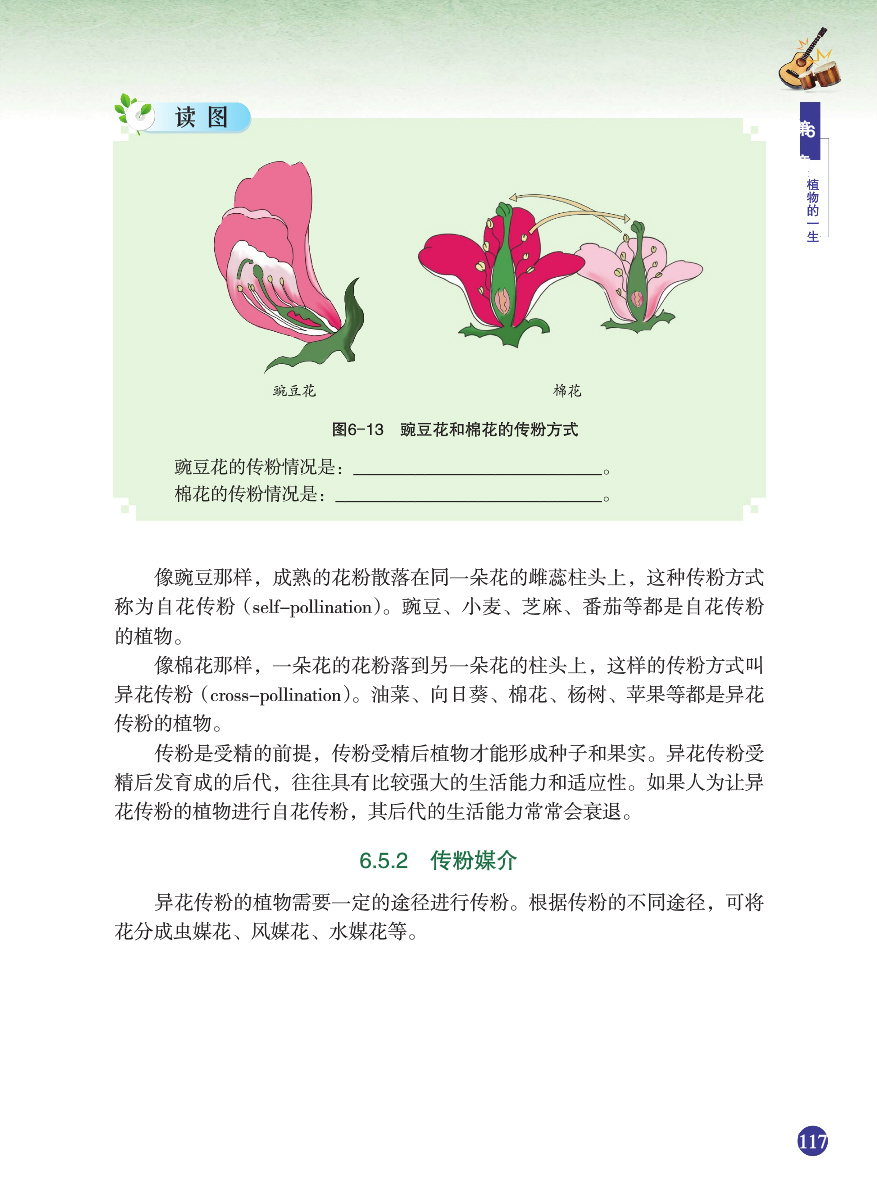 读图
豌豆花
棉花
图6-13 豌豆花和棉花的传粉方式
豌豆花的传粉情况是：。
棉花的传粉情况是：。
像豌豆那样，成熟的花粉散落在同一朵花的雌蕊柱头上，这种传粉方式
称为自花传粉（self-pollination）。豌豆、小麦、芝麻、番茄等都是自花传粉
的植物。
像棉花那样，一朵花的花粉落到另一朵花的柱头上，这样的传粉方式叫
异花传粉（cross-pollination）。油菜、向日葵、棉花、杨树、苹果等都是异花
传粉的植物。
传粉是受精的前提，传粉受精后植物才能形成种子和果实。异花传粉受
精后发育成的后代，往往具有比较强大的生活能力和适应性。如果人为让异
花传粉的植物进行自花传粉，其后代的生活能力常常会衰退。
6.5.2 传粉媒介
异花传粉的植物需要一定的途径进行传粉。根据传粉的不同途径，可将
花分成虫媒花、风媒花、水媒花等。
第6
植物的一生
117